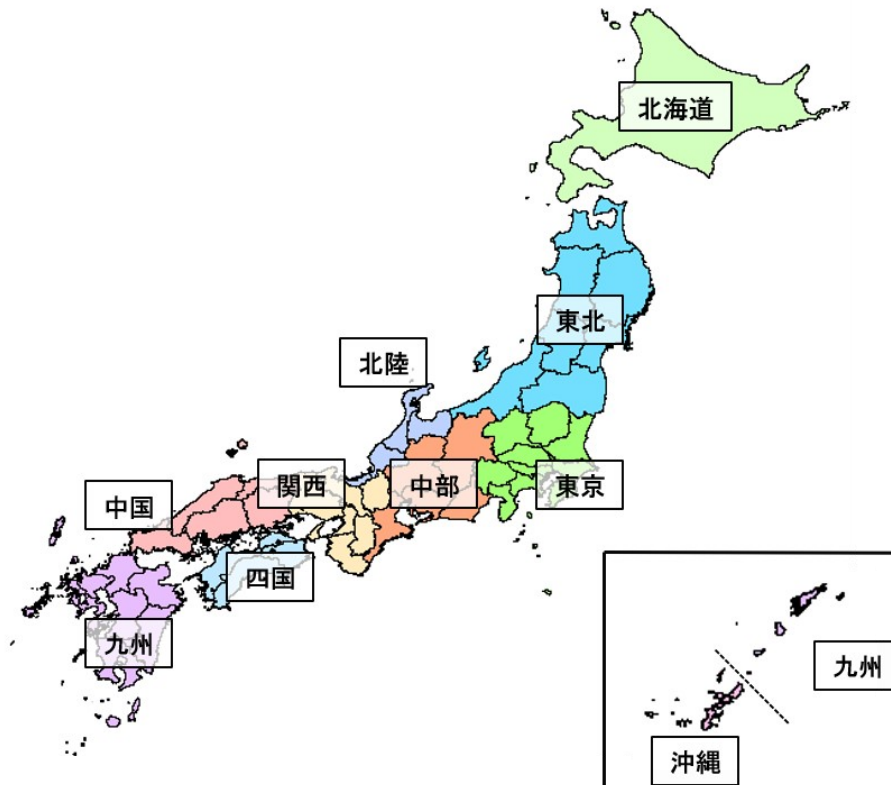 北海道
東北
北陸
関西
中部
東京
中国
四国
九州
九州
沖縄